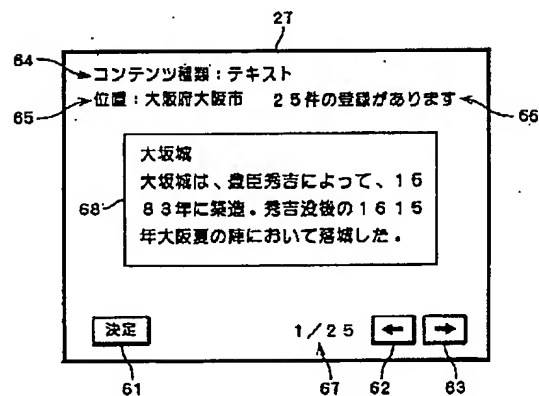 27
64
コンテンツ種類：テキスト
65
位置：大阪府大阪市　25件の登録があります
66
大坂城
大坂城は、豊臣秀吉によって、15
68
83年に築造。秀吉没後の1615
年大阪夏の陣において落城した。
決定
1／25
←
→
61
67
62
63